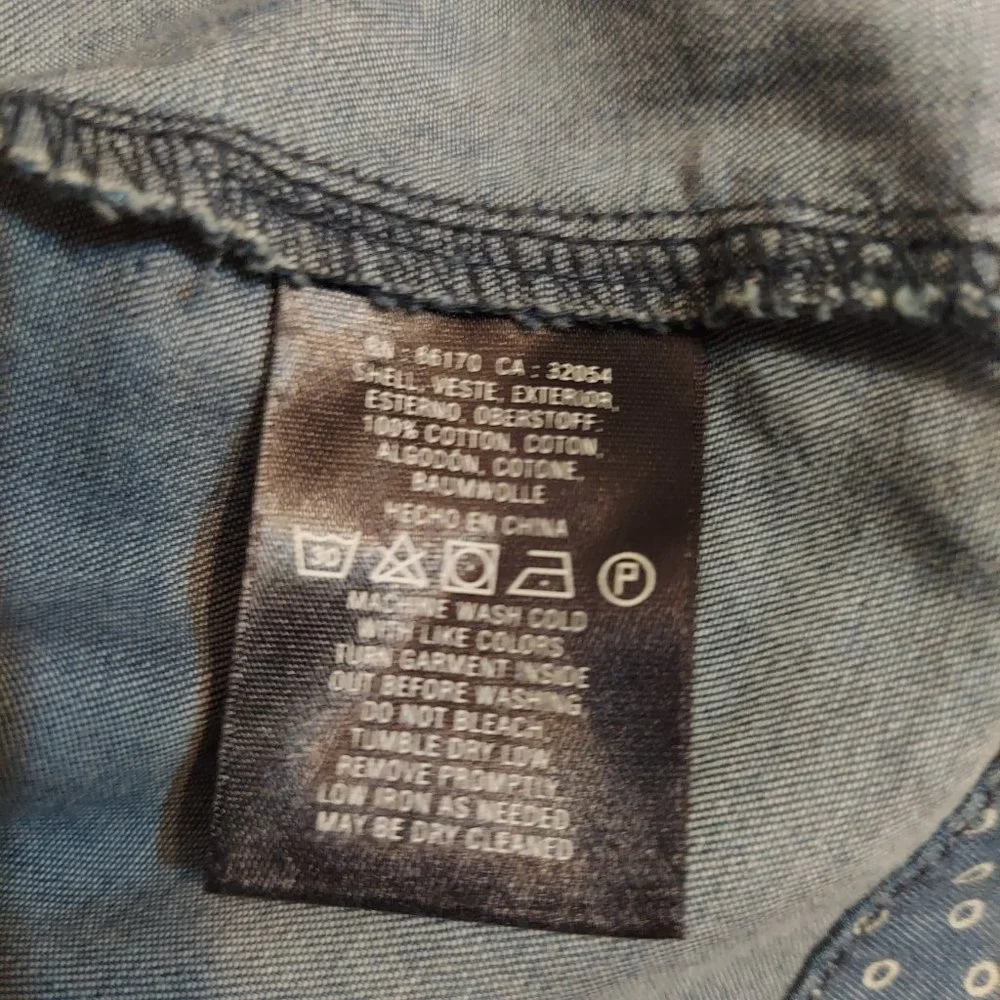 RN : 66170 CA : 32054
SHELL, VESTE, EXTERIOR,
ESTERNO, OBERSTOFF:
100% COTTON, COTON,
ALGODÓN, COTONE,
BAUMWOLLE
HECHO EN CHINA
30 P
MACHINE WASH COLD
WITH LIKE COLORS
TURN GARMENT INSIDE
OUT BEFORE WASHING,
DO NOT BLEACH,
TUMBLE DRY LOW,
REMOVE PROMPTLY,
LOW IRON AS NEEDED,
MAY BE DRY CLEANED